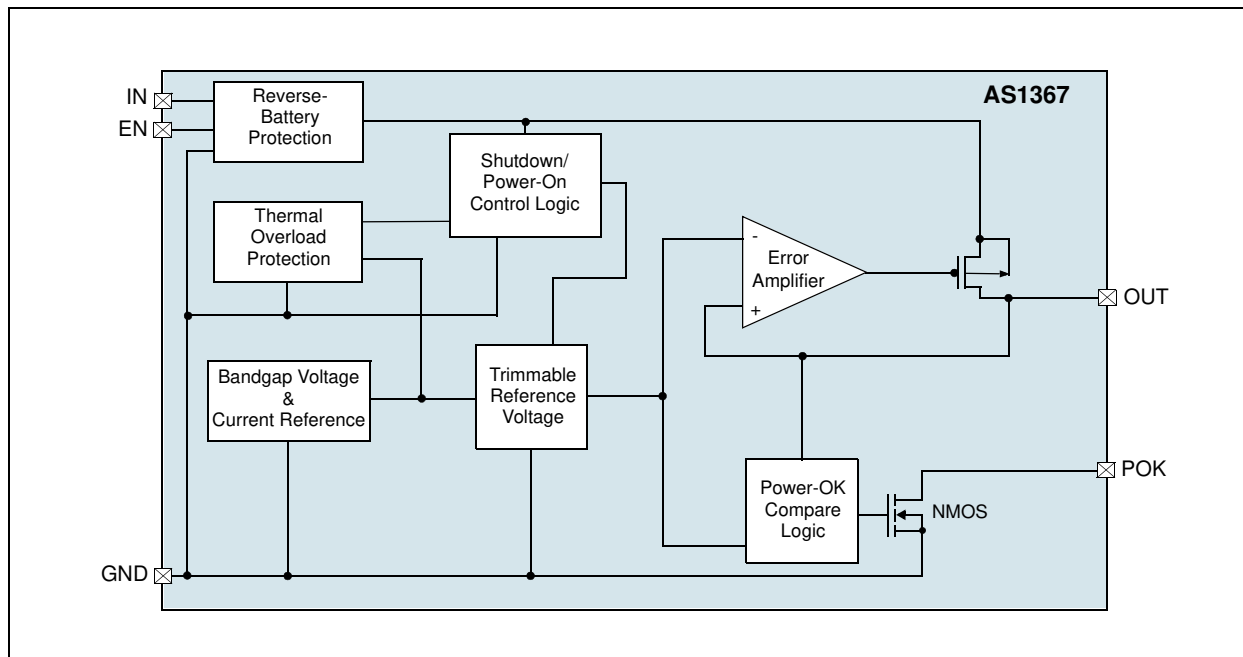 AS1367
IN
EN
Reverse-
Battery
Protection
Shutdown/
Power-On
Control Logic
Thermal
Overload
Protection
-
Error
Amplifier
+
OUT
Bandgap Voltage
&
Current Reference
Trimmable
Reference
Voltage
Power-OK
Compare
Logic
NMOS
POK
GND